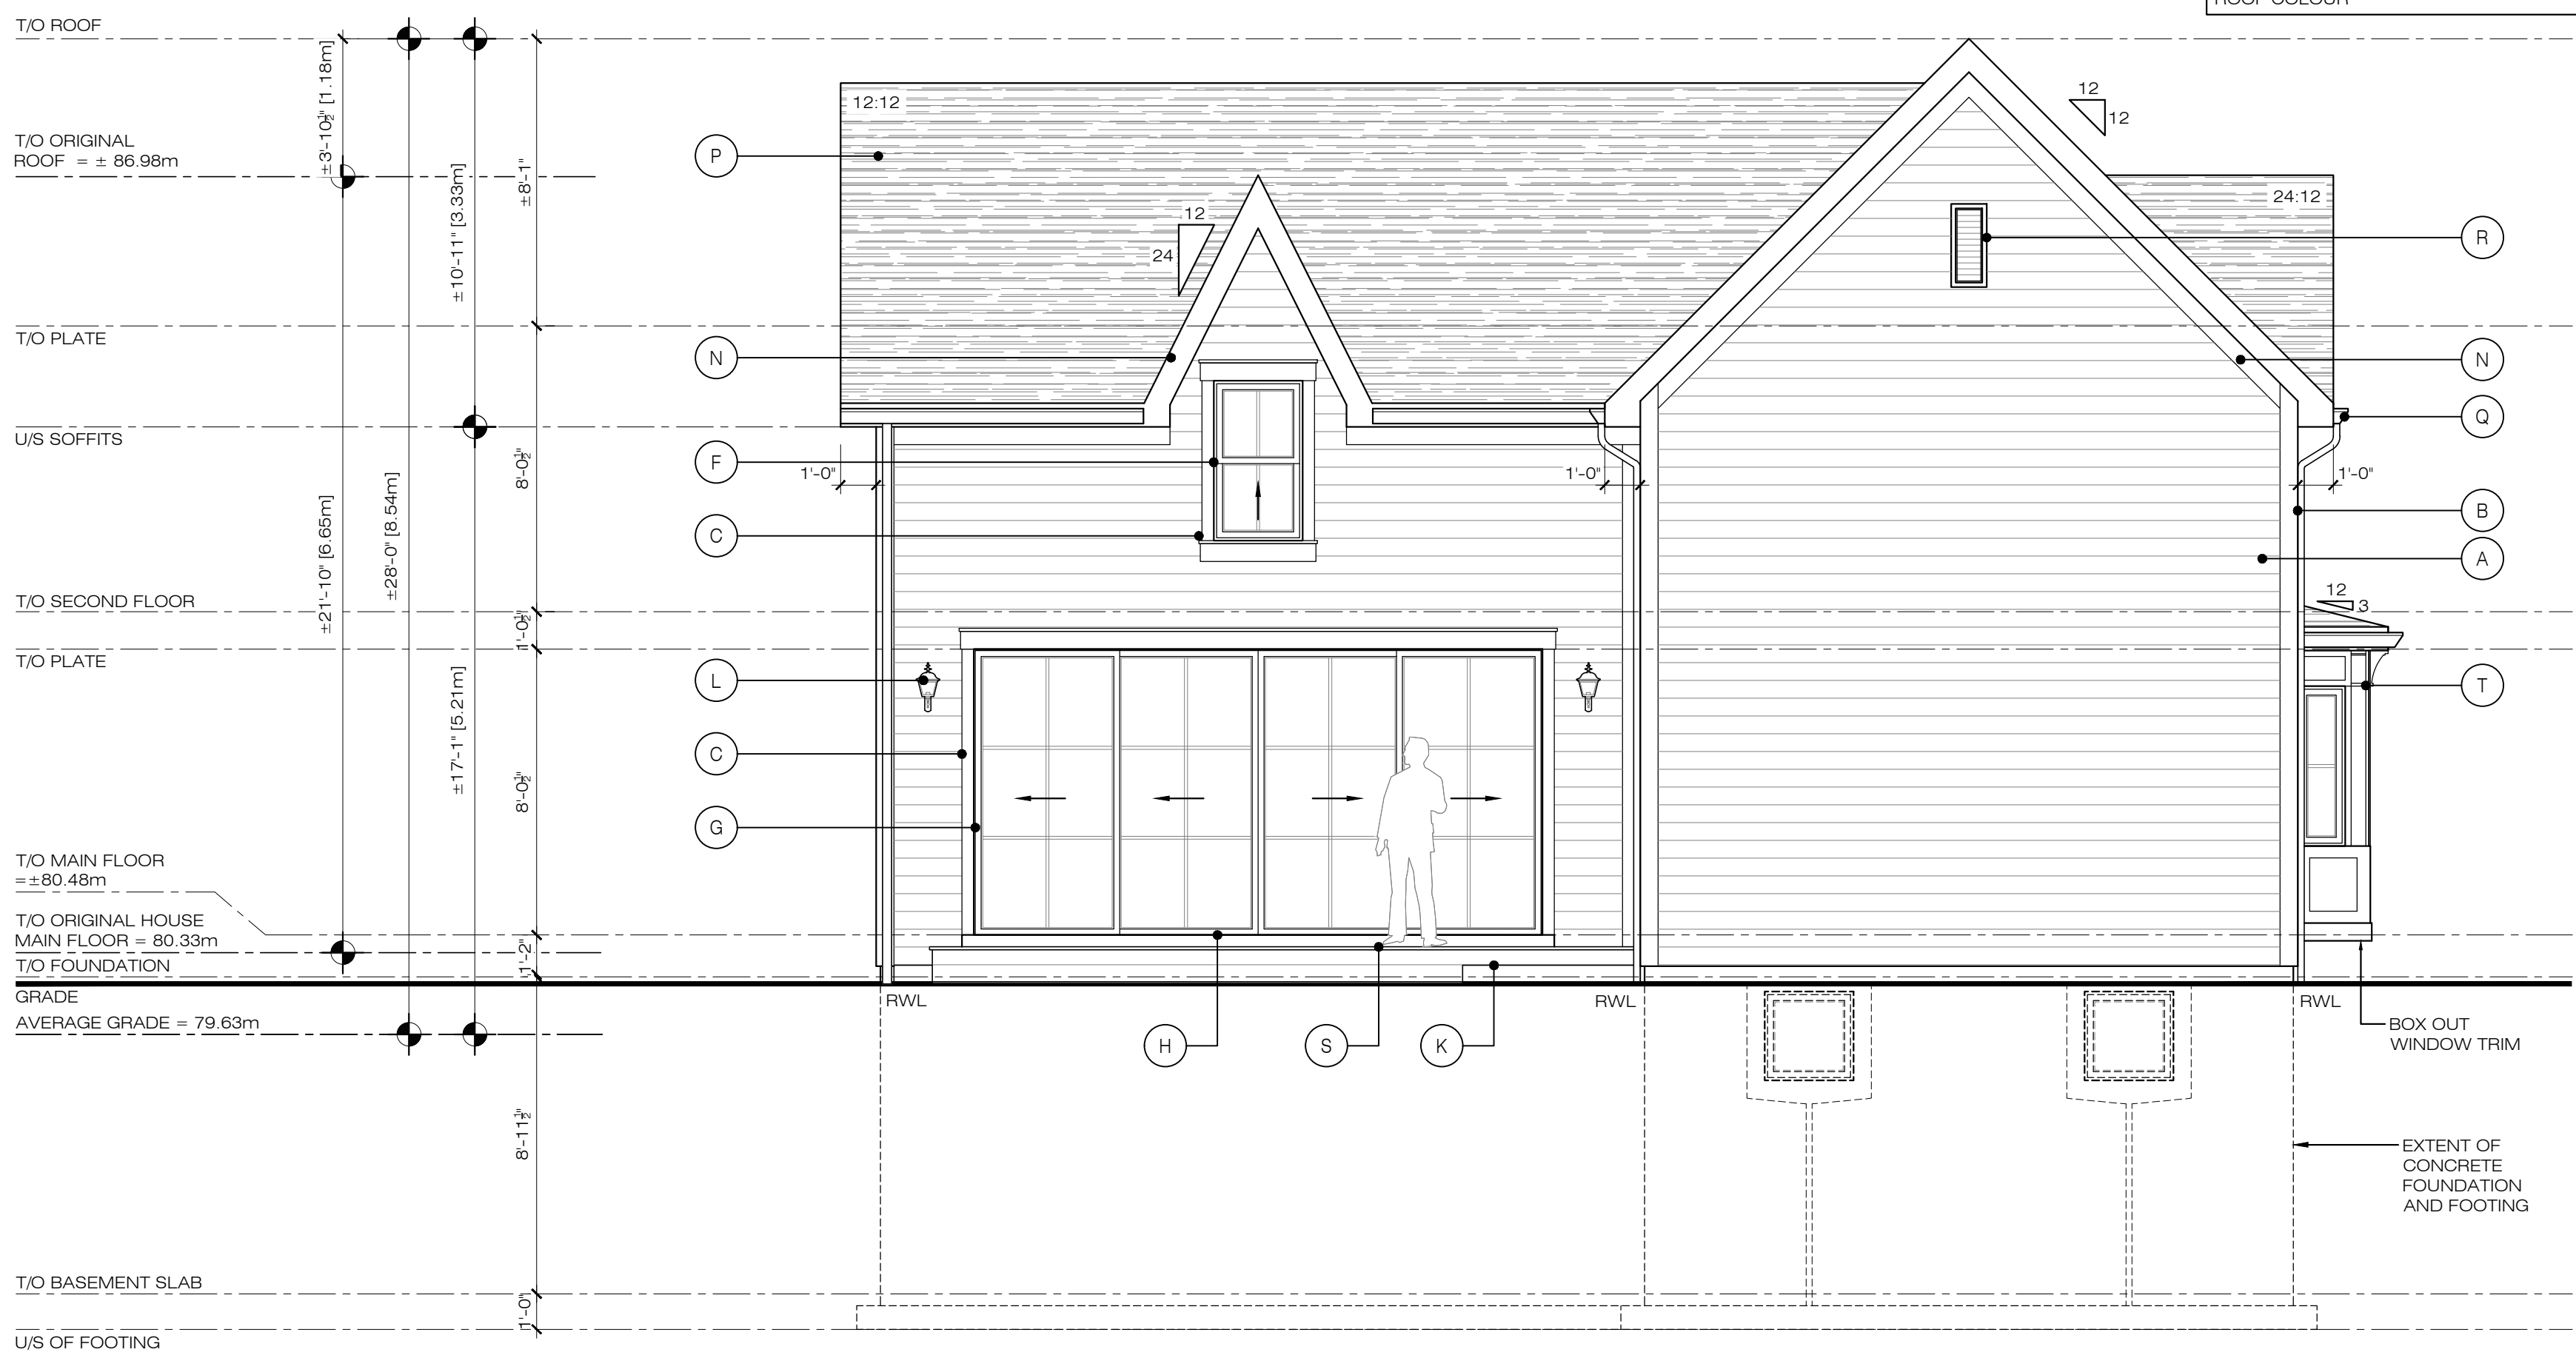 ROOF COLOUR
T/O ROOF
±3'-10½" [1.18m]
T/O ORIGINAL
ROOF = ± 86.98m
±10'-11" [3.33m]
±8'-1"
12:12
12
12
P
24:12
12
24
R
T/O PLATE
N
N
U/S SOFFITS
Q
8'-0½"
F
1'-0"
1'-0"
1'-0"
±21'-10" [6.65m]
±28'-0" [8.54m]
B
C
A
T/O SECOND FLOOR
1'-0½"
12
3
T/O PLATE
L
T
±17'-1" [5.21m]
8'-0½"
C
G
T/O MAIN FLOOR
=±80.48m
T/O ORIGINAL HOUSE
MAIN FLOOR = 80.33m
1'-2"
T/O FOUNDATION
GRADE
RWL
RWL
RWL
AVERAGE GRADE = 79.63m
H
S
K
BOX OUT
WINDOW TRIM
8'-11½"
EXTENT OF
CONCRETE
FOUNDATION
AND FOOTING
T/O BASEMENT SLAB
1'-0"
U/S OF FOOTING